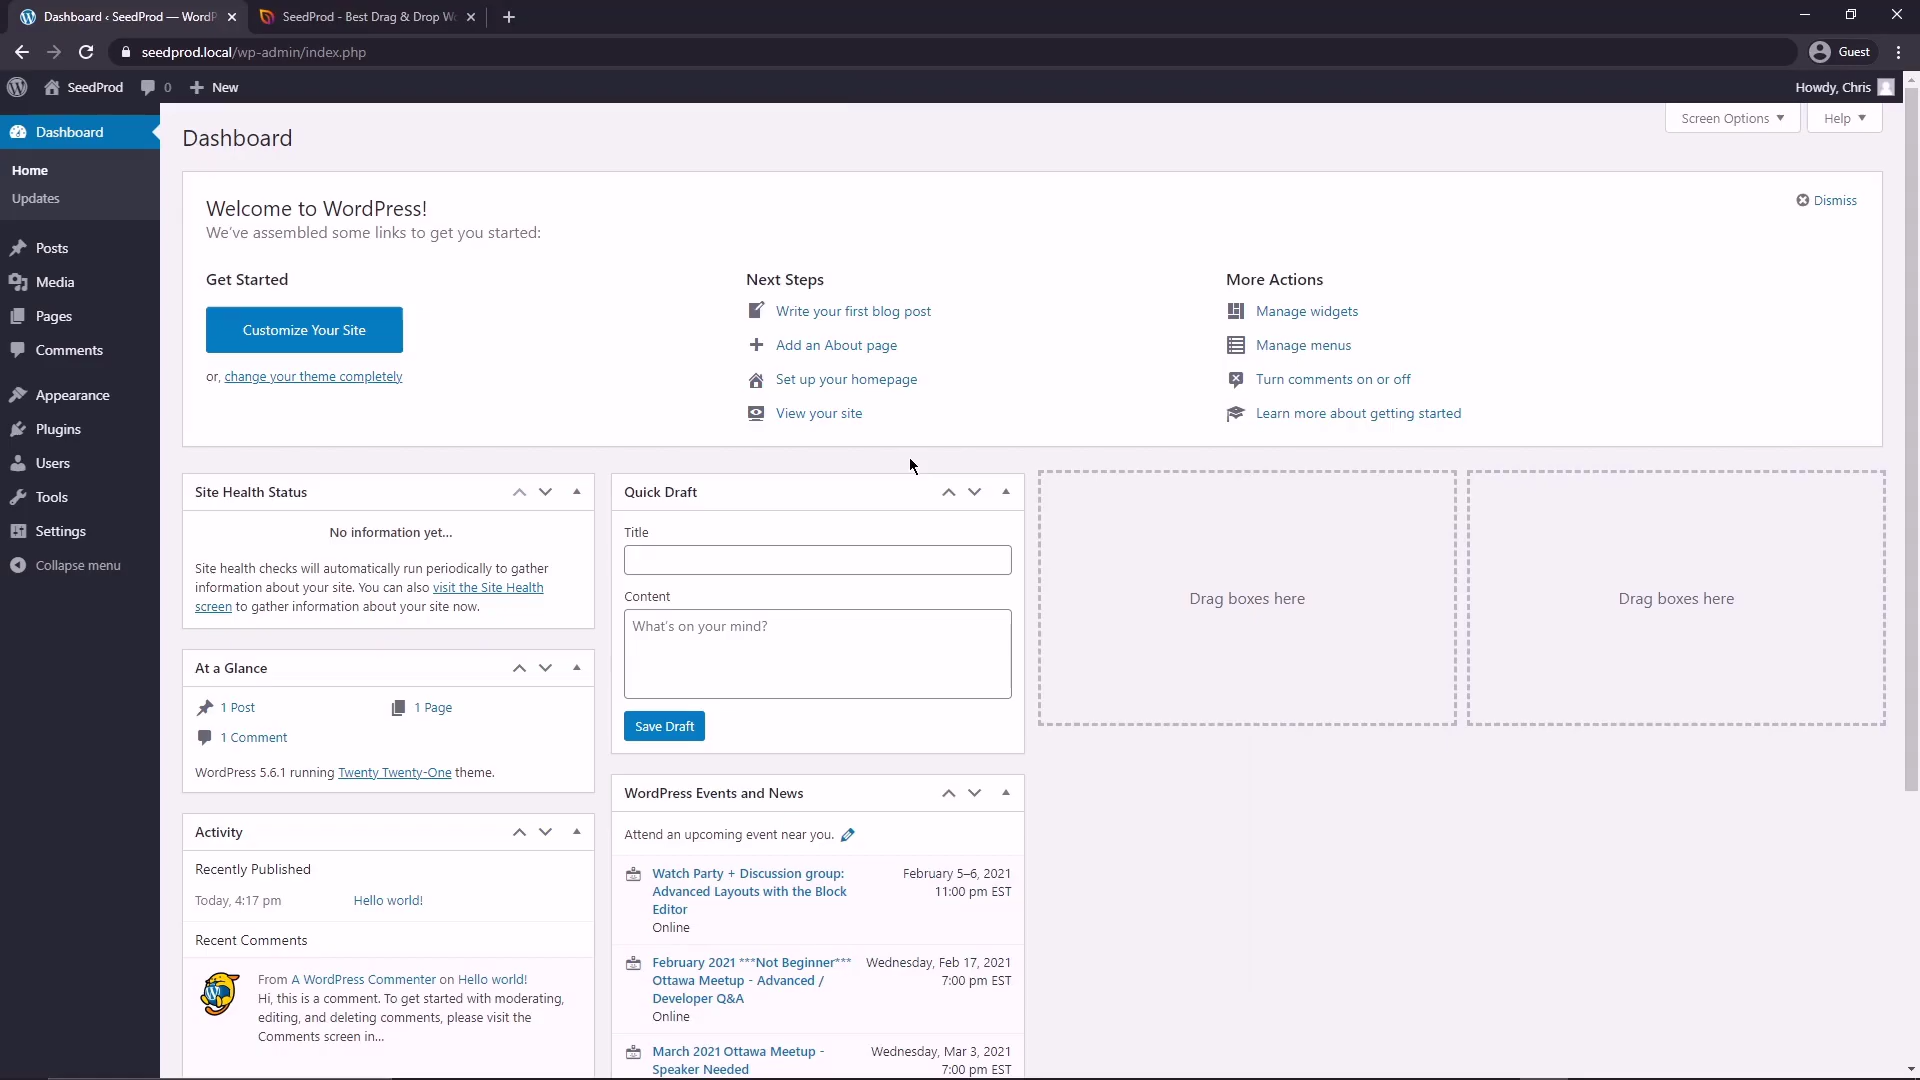 Dashboard ‹ SeedProd — WordP
SeedProd - Best Drag & Drop Wo
seedprod.local/wp-admin/index.php
Guest
SeedProd
0
New
Howdy, Chris
Dashboard
Home
Updates
Posts
Media
Pages
Comments
Appearance
Plugins
Users
Tools
Settings
Collapse menu
Dashboard
Screen Options
Help
Welcome to WordPress!
We've assembled some links to get you started:
Dismiss
Get Started
Customize Your Site
or, change your theme completely
Next Steps
Write your first blog post
Add an About page
Set up your homepage
View your site
More Actions
Manage widgets
Manage menus
Turn comments on or off
Learn more about getting started
Site Health Status
No information yet...
Site health checks will automatically run periodically to gather
information about your site. You can also visit the Site Health
screen to gather information about your site now.
At a Glance
1 Post
1 Page
1 Comment
WordPress 5.6.1 running Twenty Twenty-One theme.
Activity
Recently Published
Today, 4:17 pm
Hello world!
Recent Comments
From A WordPress Commenter on Hello world!
Hi, this is a comment. To get started with moderating,
editing, and deleting comments, please visit the
Comments screen in...
Quick Draft
Title
Content
What's on your mind?
Save Draft
WordPress Events and News
Attend an upcoming event near you.
Watch Party + Discussion group:
Advanced Layouts with the Block
Editor
Online
February 5–6, 2021
11:00 pm EST
February 2021 ***Not Beginner***
Ottawa Meetup - Advanced /
Developer Q&A
Online
Wednesday, Feb 17, 2021
7:00 pm EST
March 2021 Ottawa Meetup -
Speaker Needed
Wednesday, Mar 3, 2021
7:00 pm EST
Drag boxes here
Drag boxes here